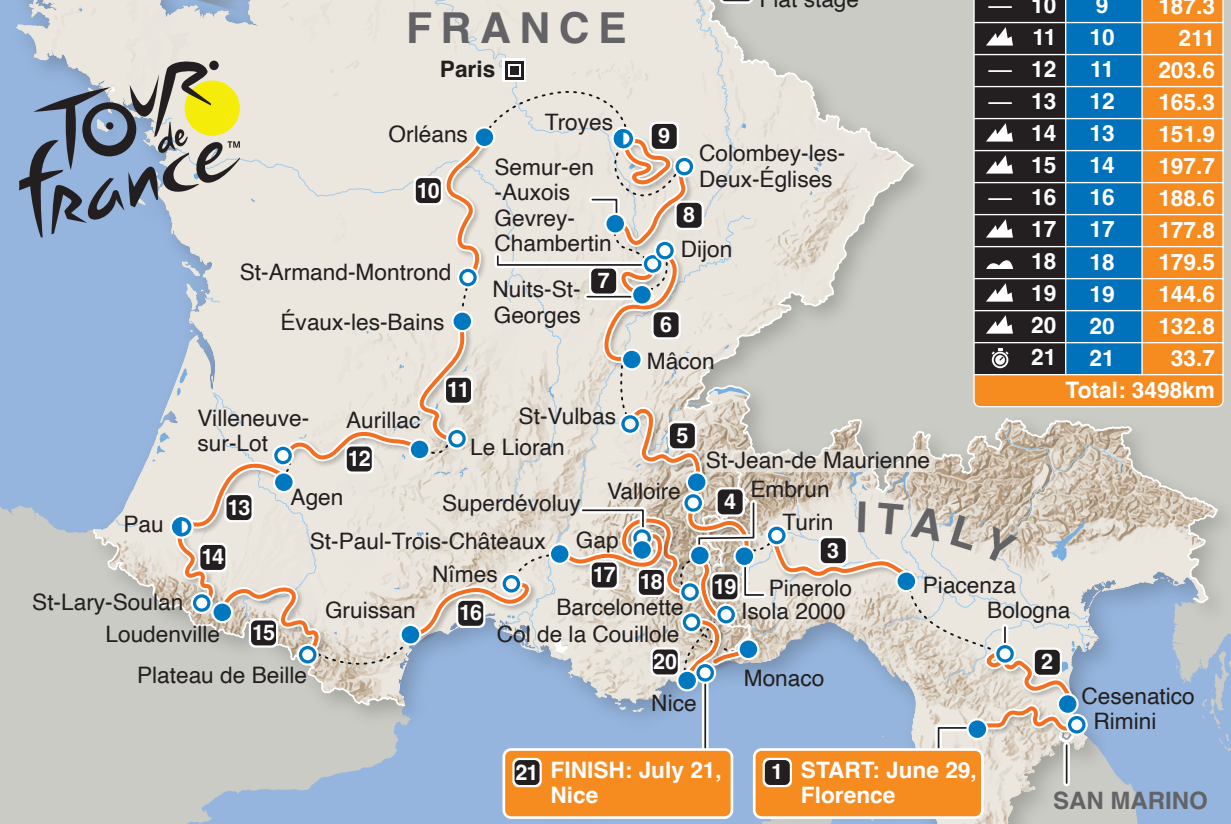 Flat stage
FRANCE
Paris
TOUR
de
france™
Orléans
Troyes
9
Colombey-les-
Deux-Églises
Semur-en
-Auxois
Gevrey-
Chambertin
10
8
Dijon
St-Armand-Montrond
7
Nuits-St-
Georges
Évaux-les-Bains
6
Mâcon
11
Villeneuve-
sur-Lot
Aurillac
St-Vulbas
5
12
Le Lioran
St-Jean-de Maurienne
Agen
Superdévoluy
Valloire
4
Embrun
13
Pau
St-Paul-Trois-Châteaux
Gap
Turin
ITALY
3
14
Nîmes
17
18
19
Pinerolo
Piacenza
St-Lary-Soulan
Gruissan
16
Barcelonette
Isola 2000
Bologna
Loudenville
15
Col de la Couillole
2
Plateau de Beille
20
Monaco
Cesenatico
Nice
Rimini
21 FINISH: July 21,
Nice
1 START: June 29,
Florence
SAN MARINO
10 9 187.3
11 10 211
12 11 203.6
13 12 165.3
14 13 151.9
15 14 197.7
16 16 188.6
17 17 177.8
18 18 179.5
19 19 144.6
20 20 132.8
21 21 33.7
Total: 3498km